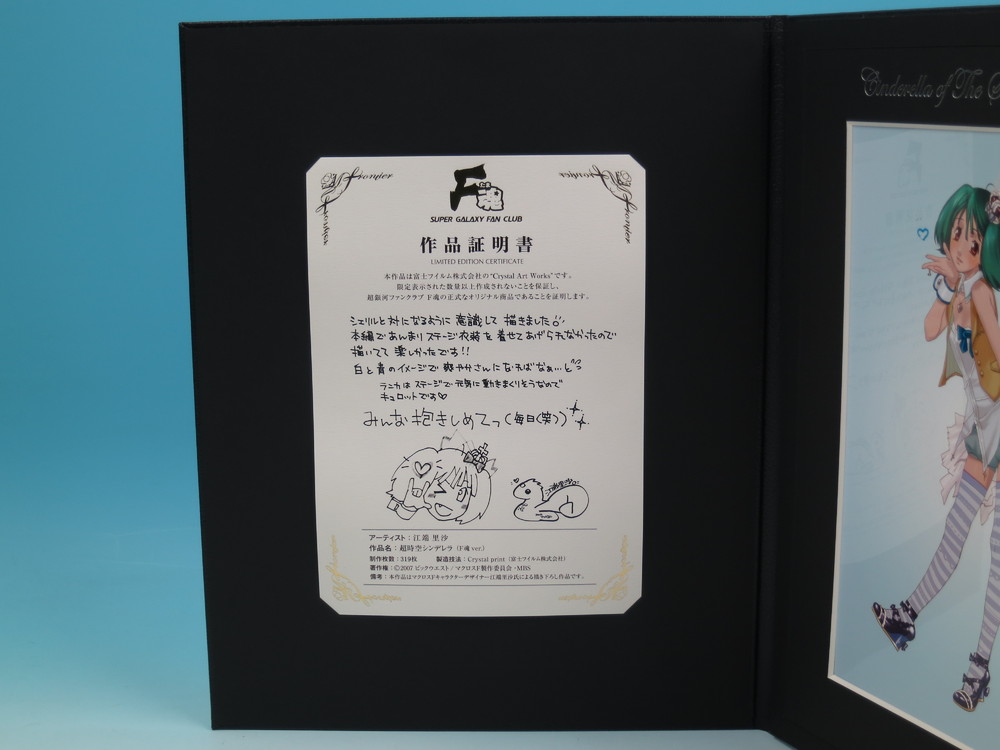 Frontier
Frontier
Frontier
Frontier
F魂
SUPER GALAXY FAN CLUB
作品証明書
LIMITED EDITION CERTIFICATE
本作品は富士フイルム株式会社の"Crystal Art Works"です。
限定表示された数量以上作成されないことを保証し、
超銀河ファンクラブ F魂の正式なオリジナル商品であることを証明します。
シェリルと対になるように意識して描きました
本編であんまりステージ衣装を着せてあげられなかったので
描いてて楽しかったです!!
白と青のイメージで爽やかさんになればなぁ…と
ランカはステージで元気に動きまくりそうなので
キュロットです♡
みんな抱きしめてっ(毎日(笑))
アーティスト:江端里沙
作品名:超時空シンデレラ(F魂ver.)
制作枚数:319枚 製造技法:Crystal print(富士フイルム株式会社)
著作権:©2007 ビックウエスト/マクロスF製作委員会・MBS
備考:本作品はマクロスFキャラクターデザイナー江端里沙氏による描き下ろし作品です。
Cinderella of The